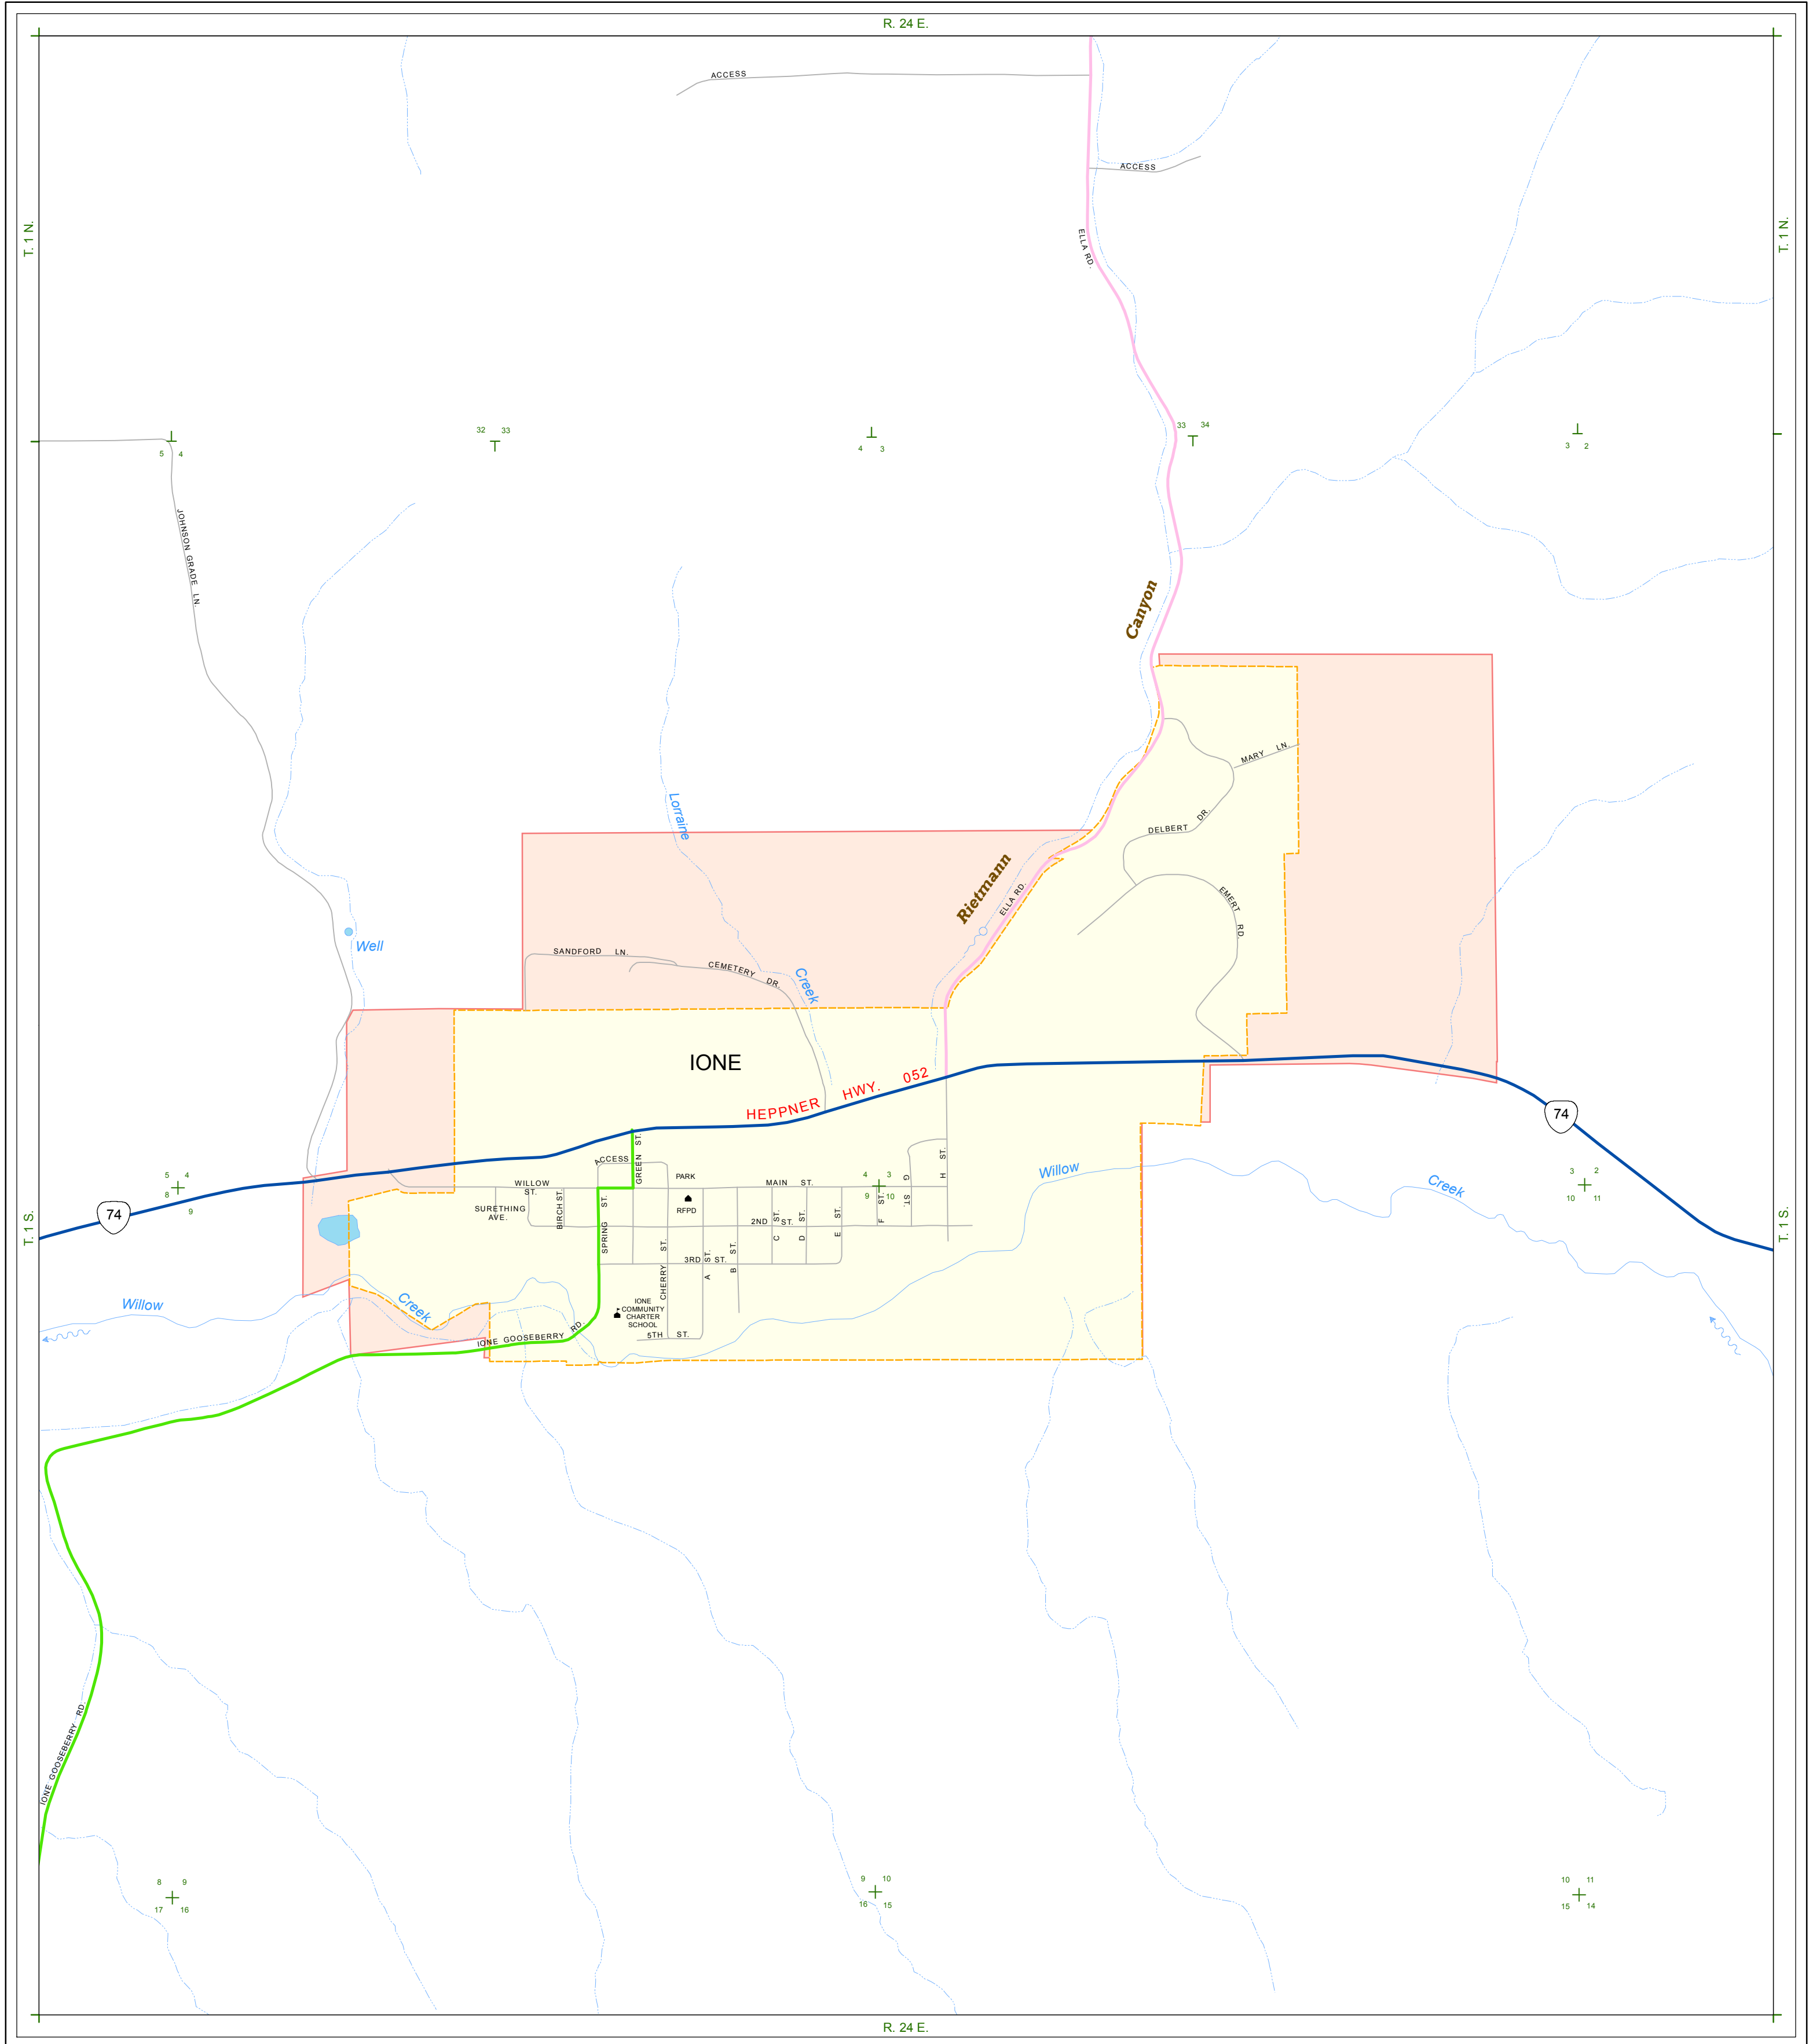 R. 24 E.
ACCESS
ACCESS
T. 1 N.
T. 1 N.
ELLA RD.
32 33
33 34
5 4
4 3
3 2
JOHNSON GRADE LN.
Canyon
MARY LN.
Lorraine
DELBERT DR.
Rietmann
ELLA RD.
EMERT RD.
Well
SANDFORD LN.
CEMETERY DR.
Creek
IONE
HEPPNER HWY. 052
74
74
GREEN ST.
ACCESS
PARK
Willow
5 4
8 9
4 3
9 10
3 2
10 11
WILLOW ST.
MAIN ST.
G ST.
H ST.
Creek
SURETHING AVE.
BIRCH ST.
SPRING ST.
RFPD
2ND ST.
C ST.
D ST.
E ST.
F ST.
T. 1 S.
T. 1 S.
3RD ST.
CHERRY ST.
A ST.
B ST.
Willow
Creek
IONE
COMMUNITY
CHARTER
SCHOOL
5TH ST.
IONE GOOSEBERRY RD.
IONE GOOSEBERRY RD.
8 9
17 16
9 10
16 15
10 11
15 14
R. 24 E.